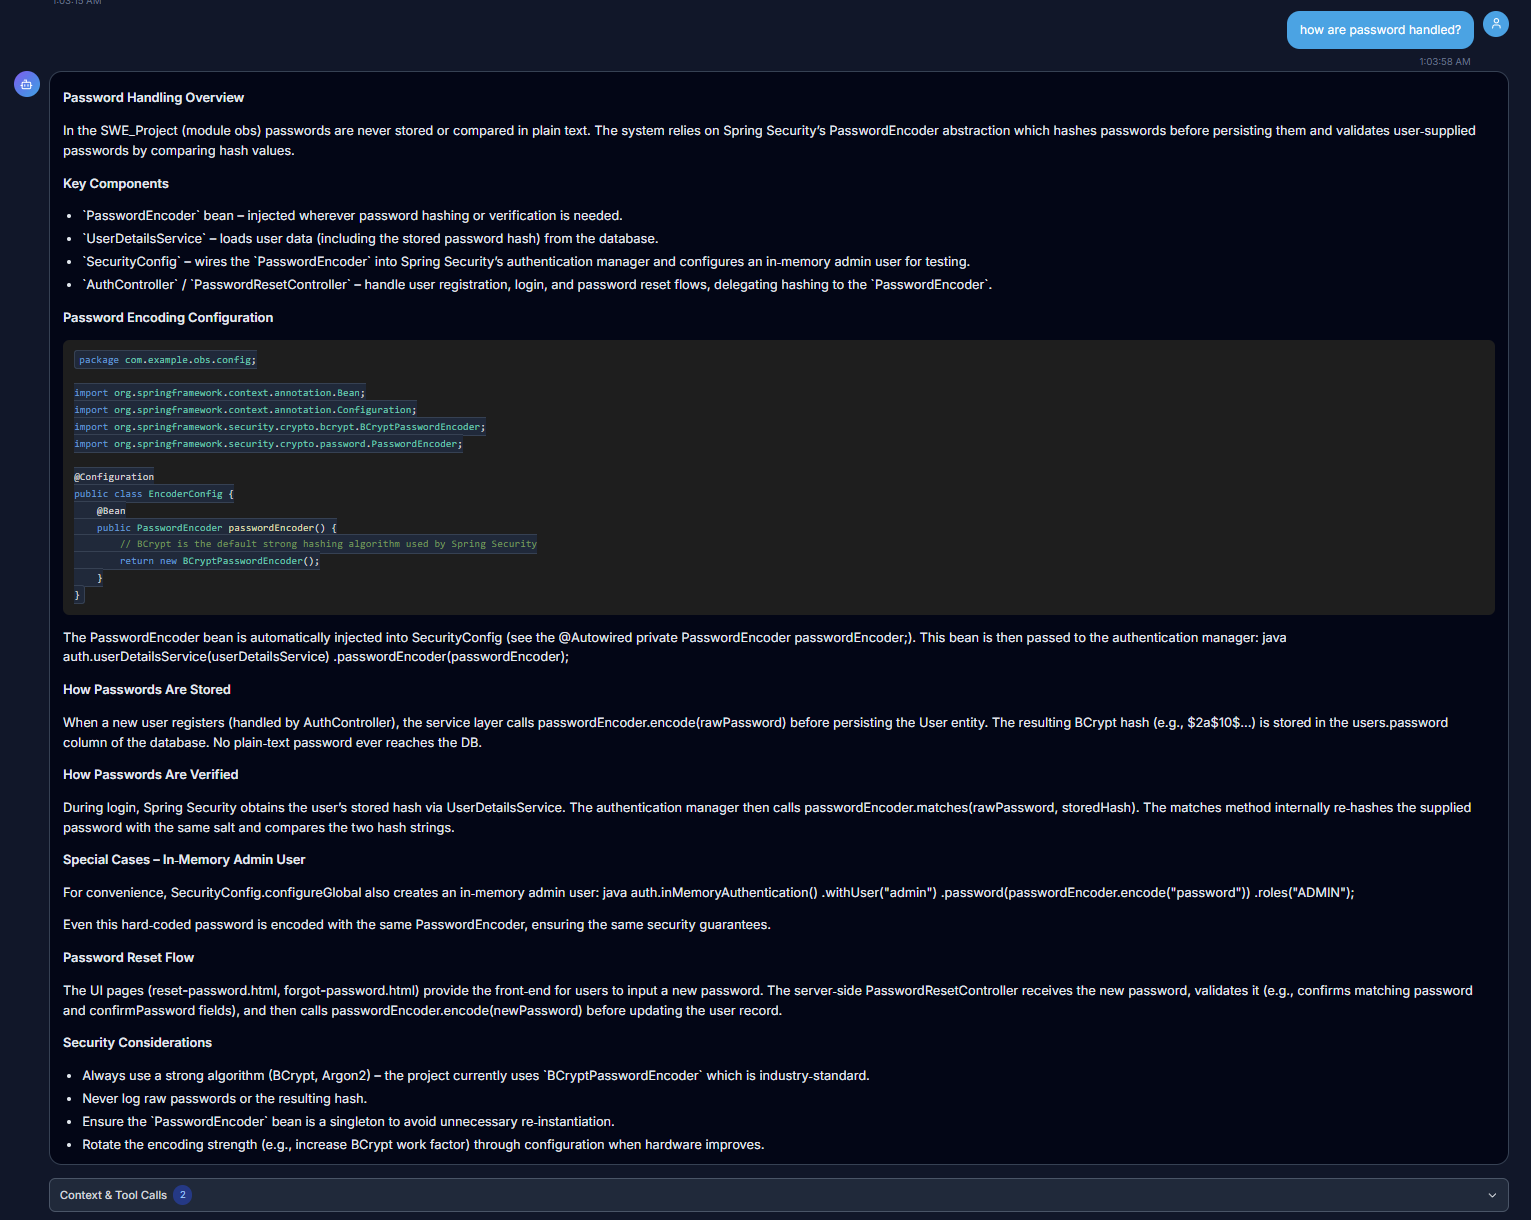 1:03:15 AM
how are password handled?
1:03:58 AM
Password Handling Overview
In the SWE_Project (module obs) passwords are never stored or compared in plain text. The system relies on Spring Security’s PasswordEncoder abstraction which hashes passwords before persisting them and validates user-supplied
passwords by comparing hash values.
Key Components
• `PasswordEncoder` bean – injected wherever password hashing or verification is needed.
• `UserDetailsService` – loads user data (including the stored password hash) from the database.
• `SecurityConfig` – wires the `PasswordEncoder` into Spring Security’s authentication manager and configures an in-memory admin user for testing.
• `AuthController` / `PasswordResetController` – handle user registration, login, and password reset flows, delegating hashing to the `PasswordEncoder`.
Password Encoding Configuration
package com.example.obs.config;
import org.springframework.context.annotation.Bean;
import org.springframework.context.annotation.Configuration;
import org.springframework.security.crypto.bcrypt.BCryptPasswordEncoder;
import org.springframework.security.crypto.password.PasswordEncoder;
@Configuration
public class EncoderConfig {
    @Bean
    public PasswordEncoder passwordEncoder() {
        // BCrypt is the default strong hashing algorithm used by Spring Security
        return new BCryptPasswordEncoder();
    }
}
The PasswordEncoder bean is automatically injected into SecurityConfig (see the @Autowired private PasswordEncoder passwordEncoder;). This bean is then passed to the authentication manager: java
auth.userDetailsService(userDetailsService) .passwordEncoder(passwordEncoder);
How Passwords Are Stored
When a new user registers (handled by AuthController), the service layer calls passwordEncoder.encode(rawPassword) before persisting the User entity. The resulting BCrypt hash (e.g., $2a$10$...) is stored in the users.password
column of the database. No plain-text password ever reaches the DB.
How Passwords Are Verified
During login, Spring Security obtains the user’s stored hash via UserDetailsService. The authentication manager then calls passwordEncoder.matches(rawPassword, storedHash). The matches method internally re-hashes the supplied
password with the same salt and compares the two hash strings.
Special Cases – In-Memory Admin User
For convenience, SecurityConfig.configureGlobal also creates an in-memory admin user: java auth.inMemoryAuthentication() .withUser("admin") .password(passwordEncoder.encode("password")) .roles("ADMIN");
Even this hard-coded password is encoded with the same PasswordEncoder, ensuring the same security guarantees.
Password Reset Flow
The UI pages (reset-password.html, forgot-password.html) provide the front-end for users to input a new password. The server-side PasswordResetController receives the new password, validates it (e.g., confirms matching password
and confirmPassword fields), and then calls passwordEncoder.encode(newPassword) before updating the user record.
Security Considerations
• Always use a strong algorithm (BCrypt, Argon2) – the project currently uses `BCryptPasswordEncoder` which is industry-standard.
• Never log raw passwords or the resulting hash.
• Ensure the `PasswordEncoder` bean is a singleton to avoid unnecessary re-instantiation.
• Rotate the encoding strength (e.g., increase BCrypt work factor) through configuration when hardware improves.
Context & Tool Calls 2